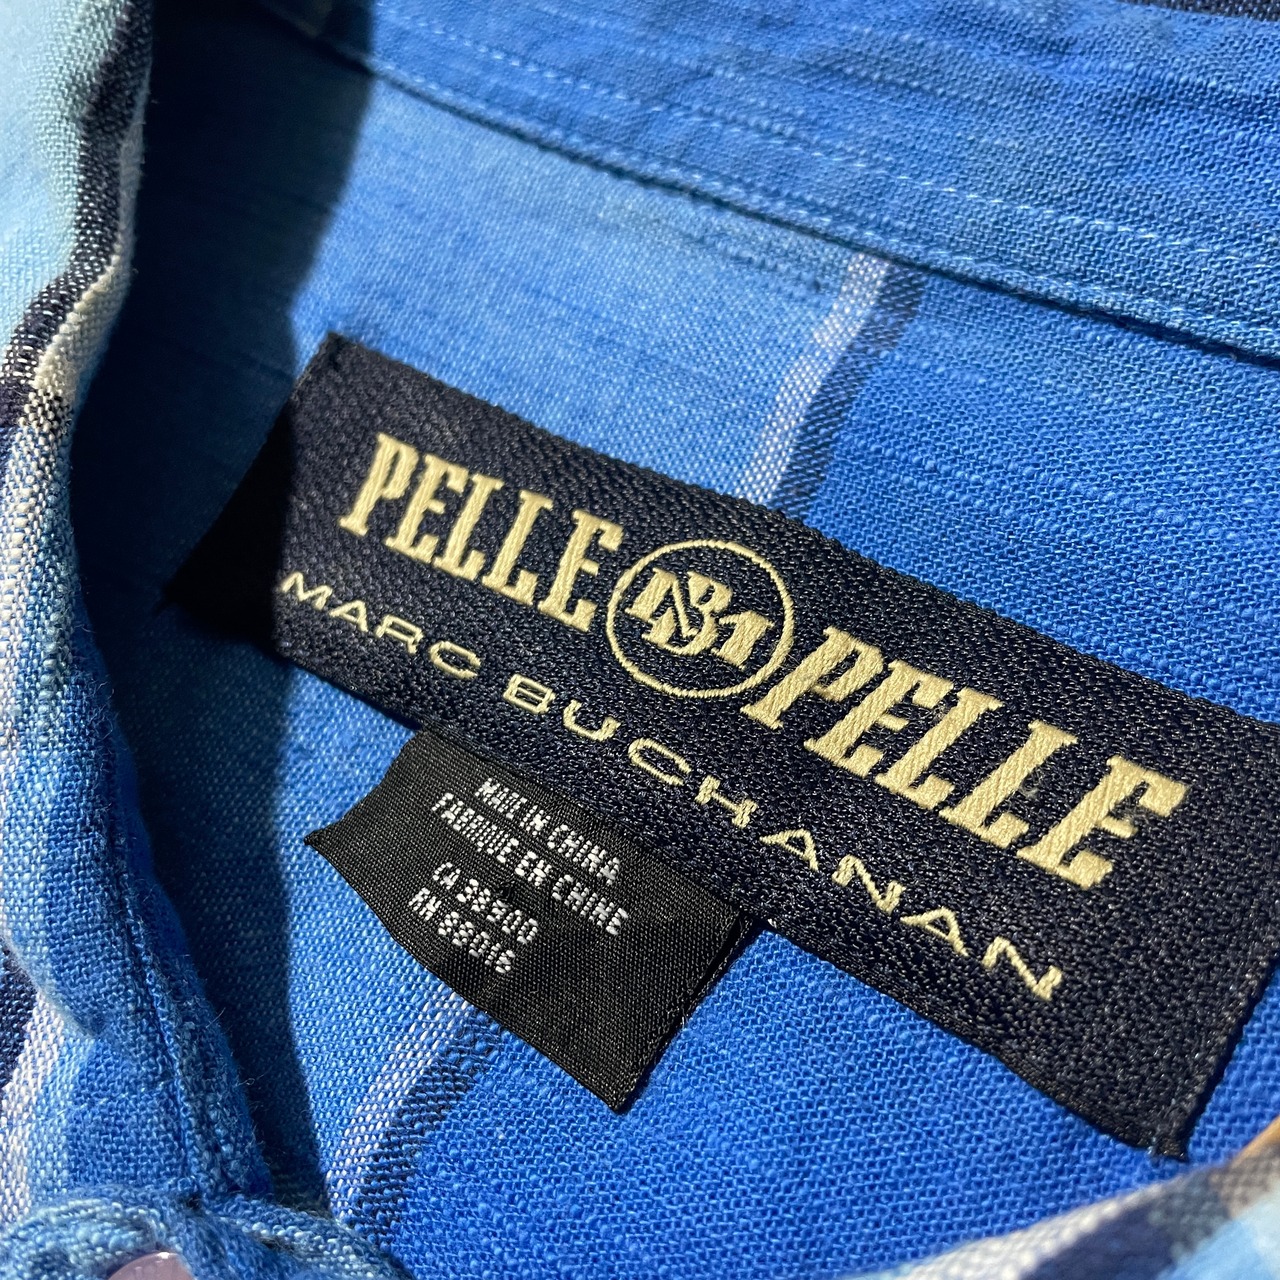 PELLE MB PELLE
MARC BUCHANAN
MADE IN CHINA
FABRIQUE EN CHINE